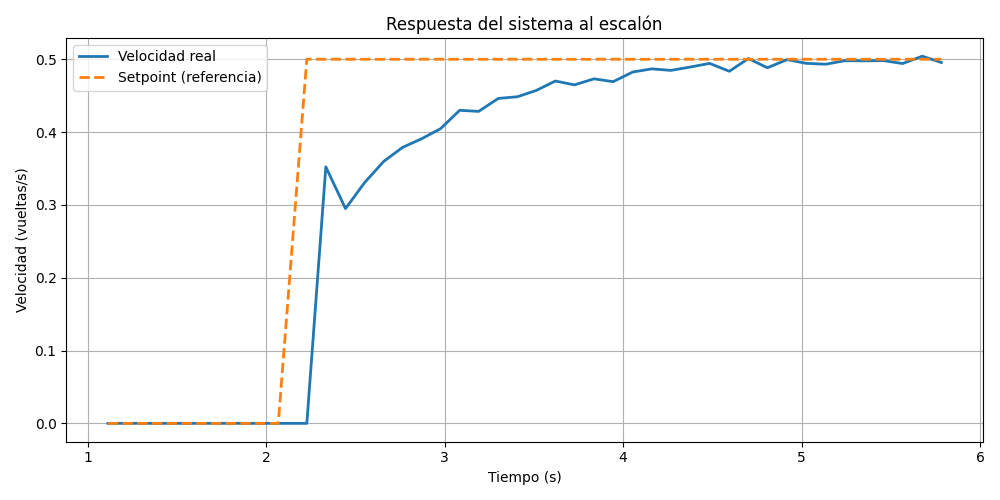 Respuesta del sistema al escalón
Velocidad real
Setpoint (referencia)
0.5
0.4
0.3
0.2
0.1
0.0
Velocidad (vueltas/s)
1 2 3 4 5 6
Tiempo (s)